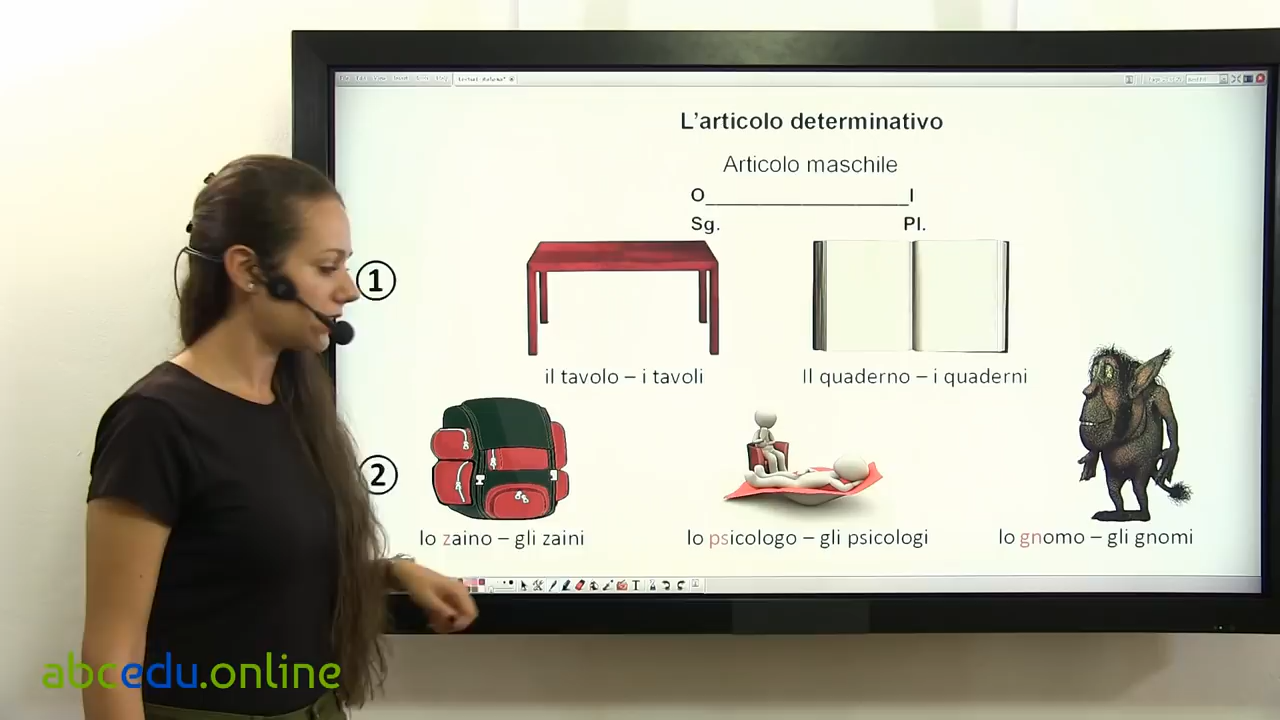 L'articolo determinativo
Articolo maschile
O_________________I
Sg. Pl.
1
il tavolo – i tavoli
Il quaderno – i quaderni
2
lo zaino – gli zaini
lo psicologo – gli psicologi
lo gnomo – gli gnomi
abcedu.online